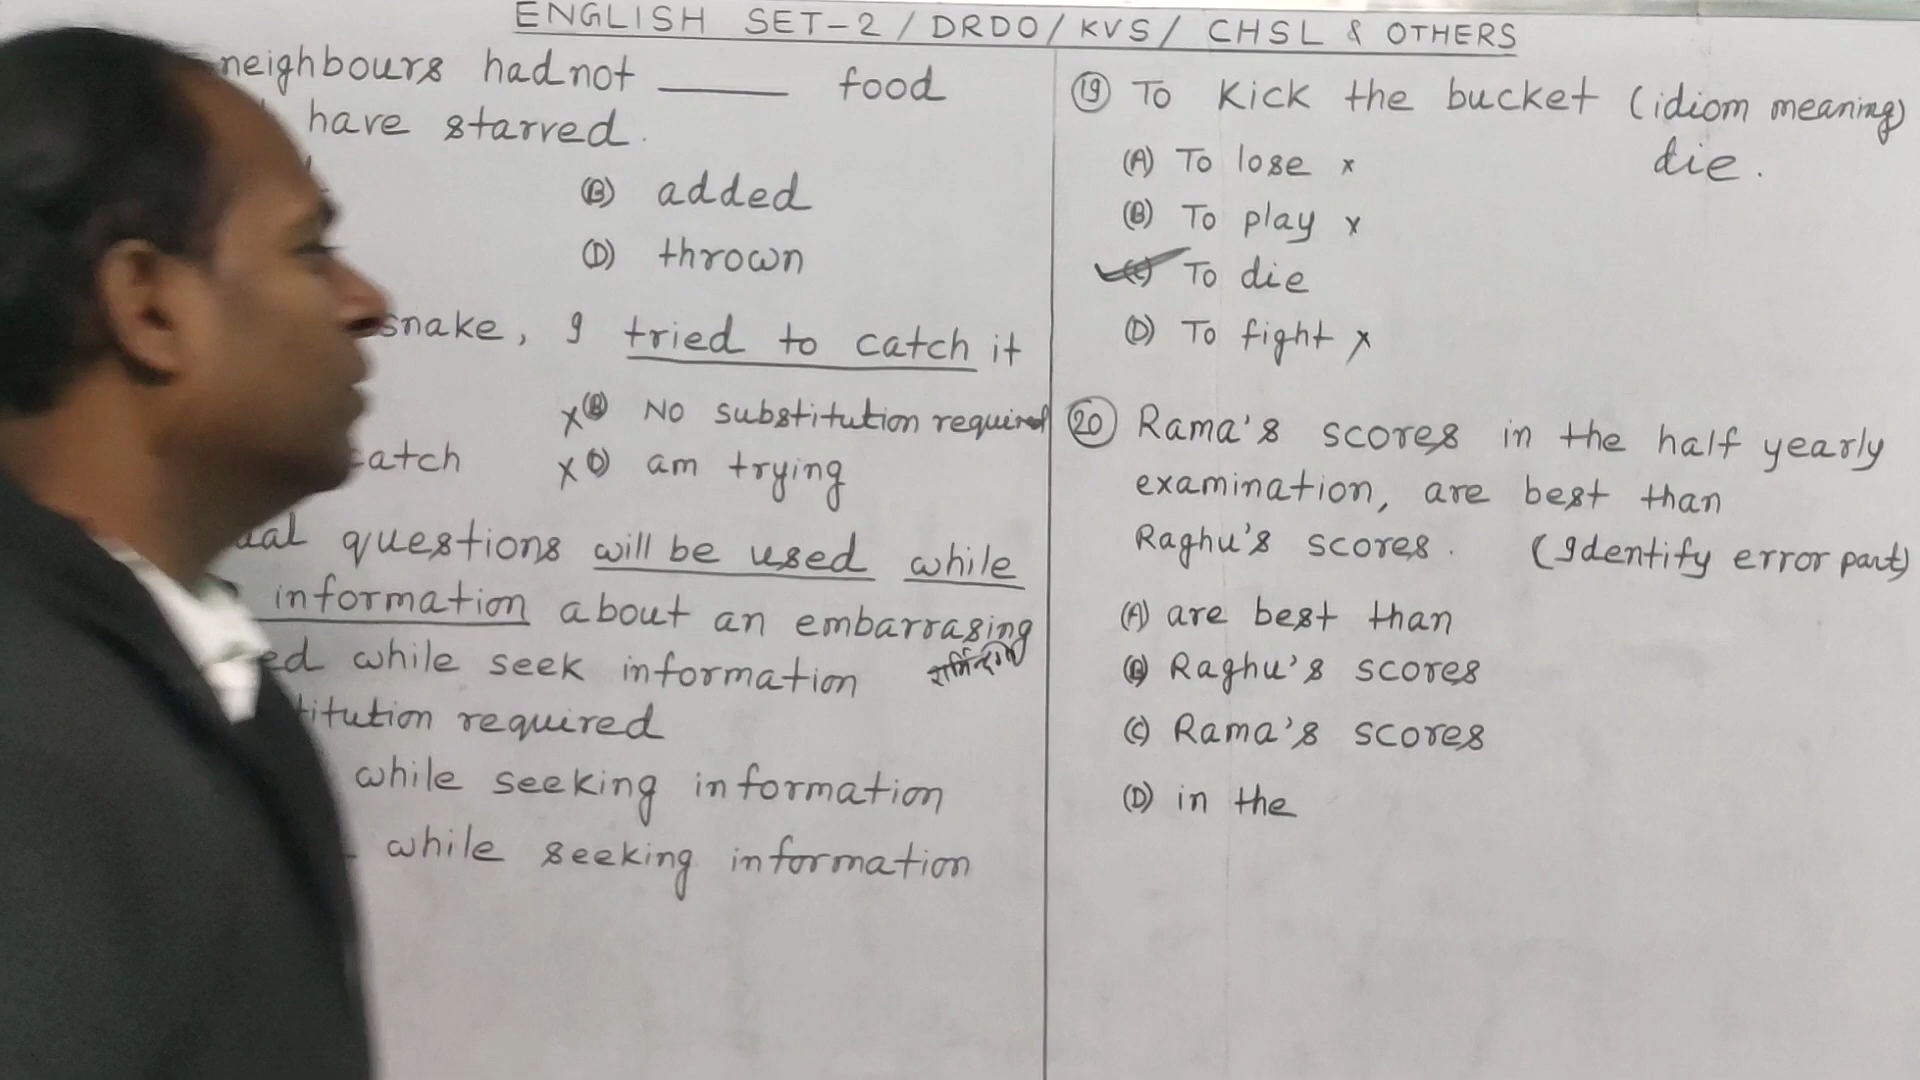 ENGLISH SET-2 / DRDO / KVS / CHSL & OTHERS
neighbours had not _____ food
have starved.
(B) added
(D) thrown
snake, I tried to catch it
x (B) No substitution required
catch x (D) am trying
questions will be used while
information about an embarrasing
शर्मिंदगी
ed while seek information
titution required
while seeking information
while seeking information
(19) To Kick the bucket (idiom meaning)
die.
(A) To lose x
(B) To play x
(C) To die
(D) To fight x
(20) Rama's scores in the half yearly
examination, are best than
Raghu's scores. (Identify error part)
(A) are best than
(B) Raghu's scores
(C) Rama's scores
(D) in the